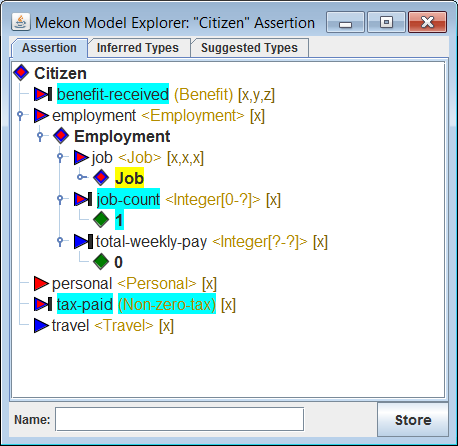 Mekon Model Explorer: "Citizen" Assertion
Assertion Inferred Types Suggested Types
Citizen
benefit-received (Benefit) [x,y,z]
employment <Employment> [x]
Employment
job <Job> [x,x,x]
Job
job-count <Integer[0-?]> [x]
1
total-weekly-pay <Integer[?-?]> [x]
0
personal <Personal> [x]
tax-paid (Non-zero-tax) [x]
travel <Travel> [x]
Name: Store